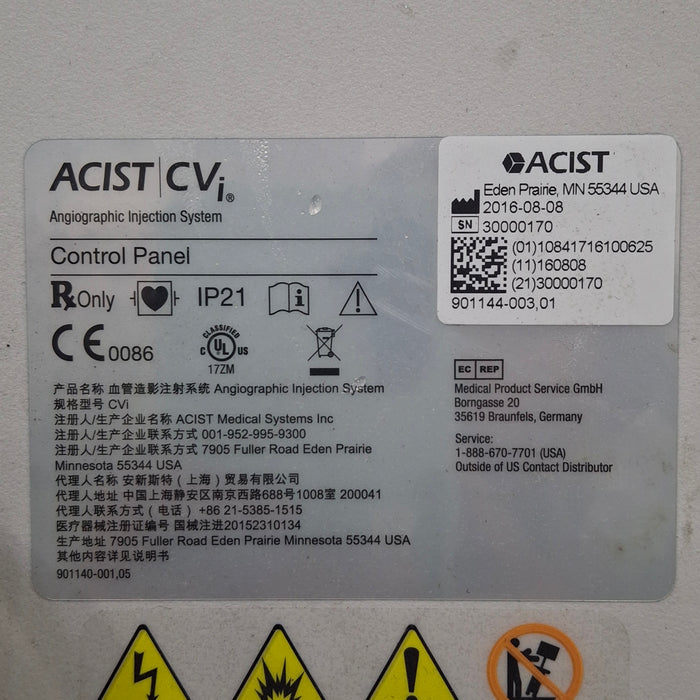 ACIST | CVi®
Angiographic Injection System
Control Panel
Rx Only IP21
CE 0086
CLASSIFIED
C UL US
17ZM
ACIST
Eden Prairie, MN 55344 USA
2016-08-08
SN 30000170
(01)10841716100625
(11)160808
(21)30000170
901144-003,01
产品名称 血管造影注射系统 Angiographic Injection System
规格型号 CVi
注册人/生产企业名称 ACIST Medical Systems Inc
注册人/生产企业联系方式 001-952-995-9300
注册人/生产企业联系方式 7905 Fuller Road Eden Prairie
Minnesota 55344 USA
代理人名称 安新斯特（上海）贸易有限公司
代理人地址 中国上海静安区南京西路688号1008室 200041
代理人联系方式（电话）+86 21-5385-1515
医疗器械注册证编号 国械注进20152310134
生产地址 7905 Fuller Road Eden Prairie Minnesota 55344 USA
其他内容详见说明书
901140-001,05
EC REP
Medical Product Service GmbH
Borngasse 20
35619 Braunfels, Germany
Service:
1-888-670-7701 (USA)
Outside of US Contact Distributor